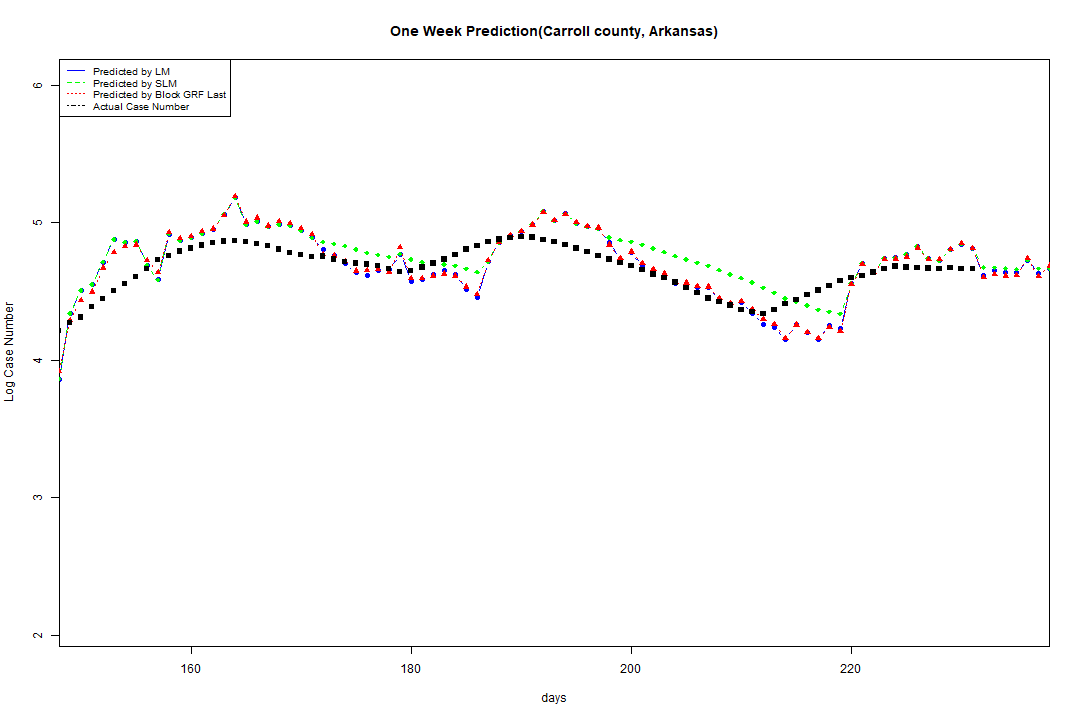 One Week Prediction(Carroll county, Arkansas)
Predicted by LM
Predicted by SLM
Predicted by Block GRF Last
Actual Case Number
6
5
4
3
2
Log Case Number
160 180 200 220
days